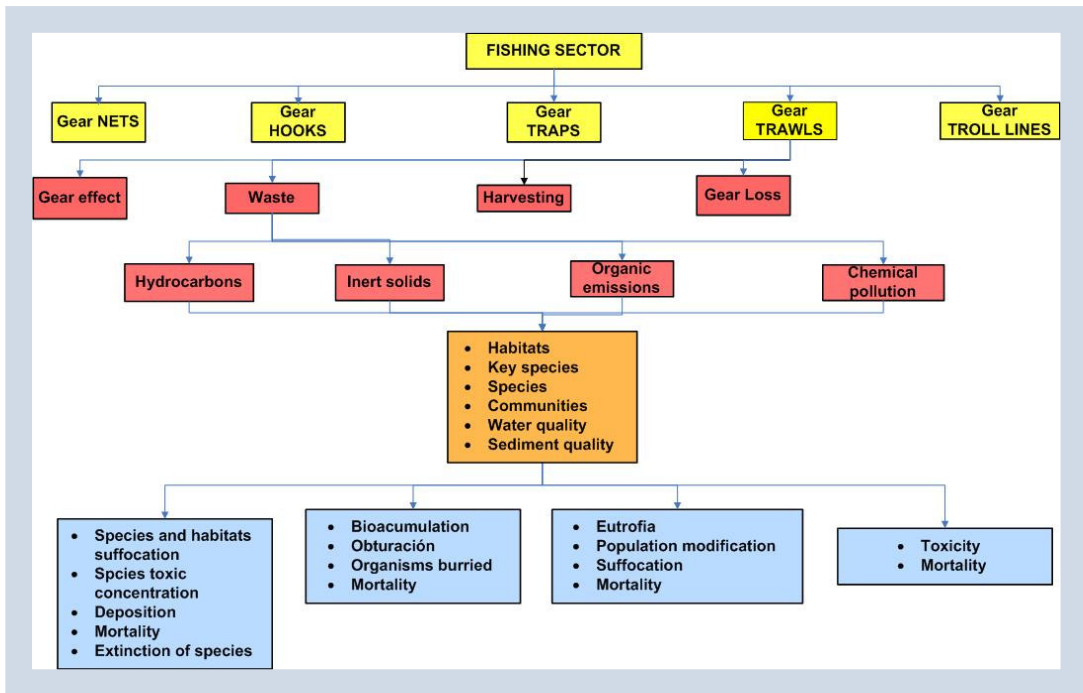 FISHING SECTOR
Gear NETS
Gear
HOOKS
Gear
TRAPS
Gear
TRAWLS
Gear
TROLL LINES
Gear effect
Waste
Harvesting
Gear Loss
Hydrocarbons
Inert solids
Organic
emissions
Chemical
pollution
• Habitats
• Key species
• Species
• Communities
• Water quality
• Sediment quality
• Species and habitats
suffocation
• Spcies toxic
concentration
• Deposition
• Mortality
• Extinction of species
• Bioacumulation
• Obturación
• Organisms burried
• Mortality
• Eutrofia
• Population modification
• Suffocation
• Mortality
• Toxicity
• Mortality